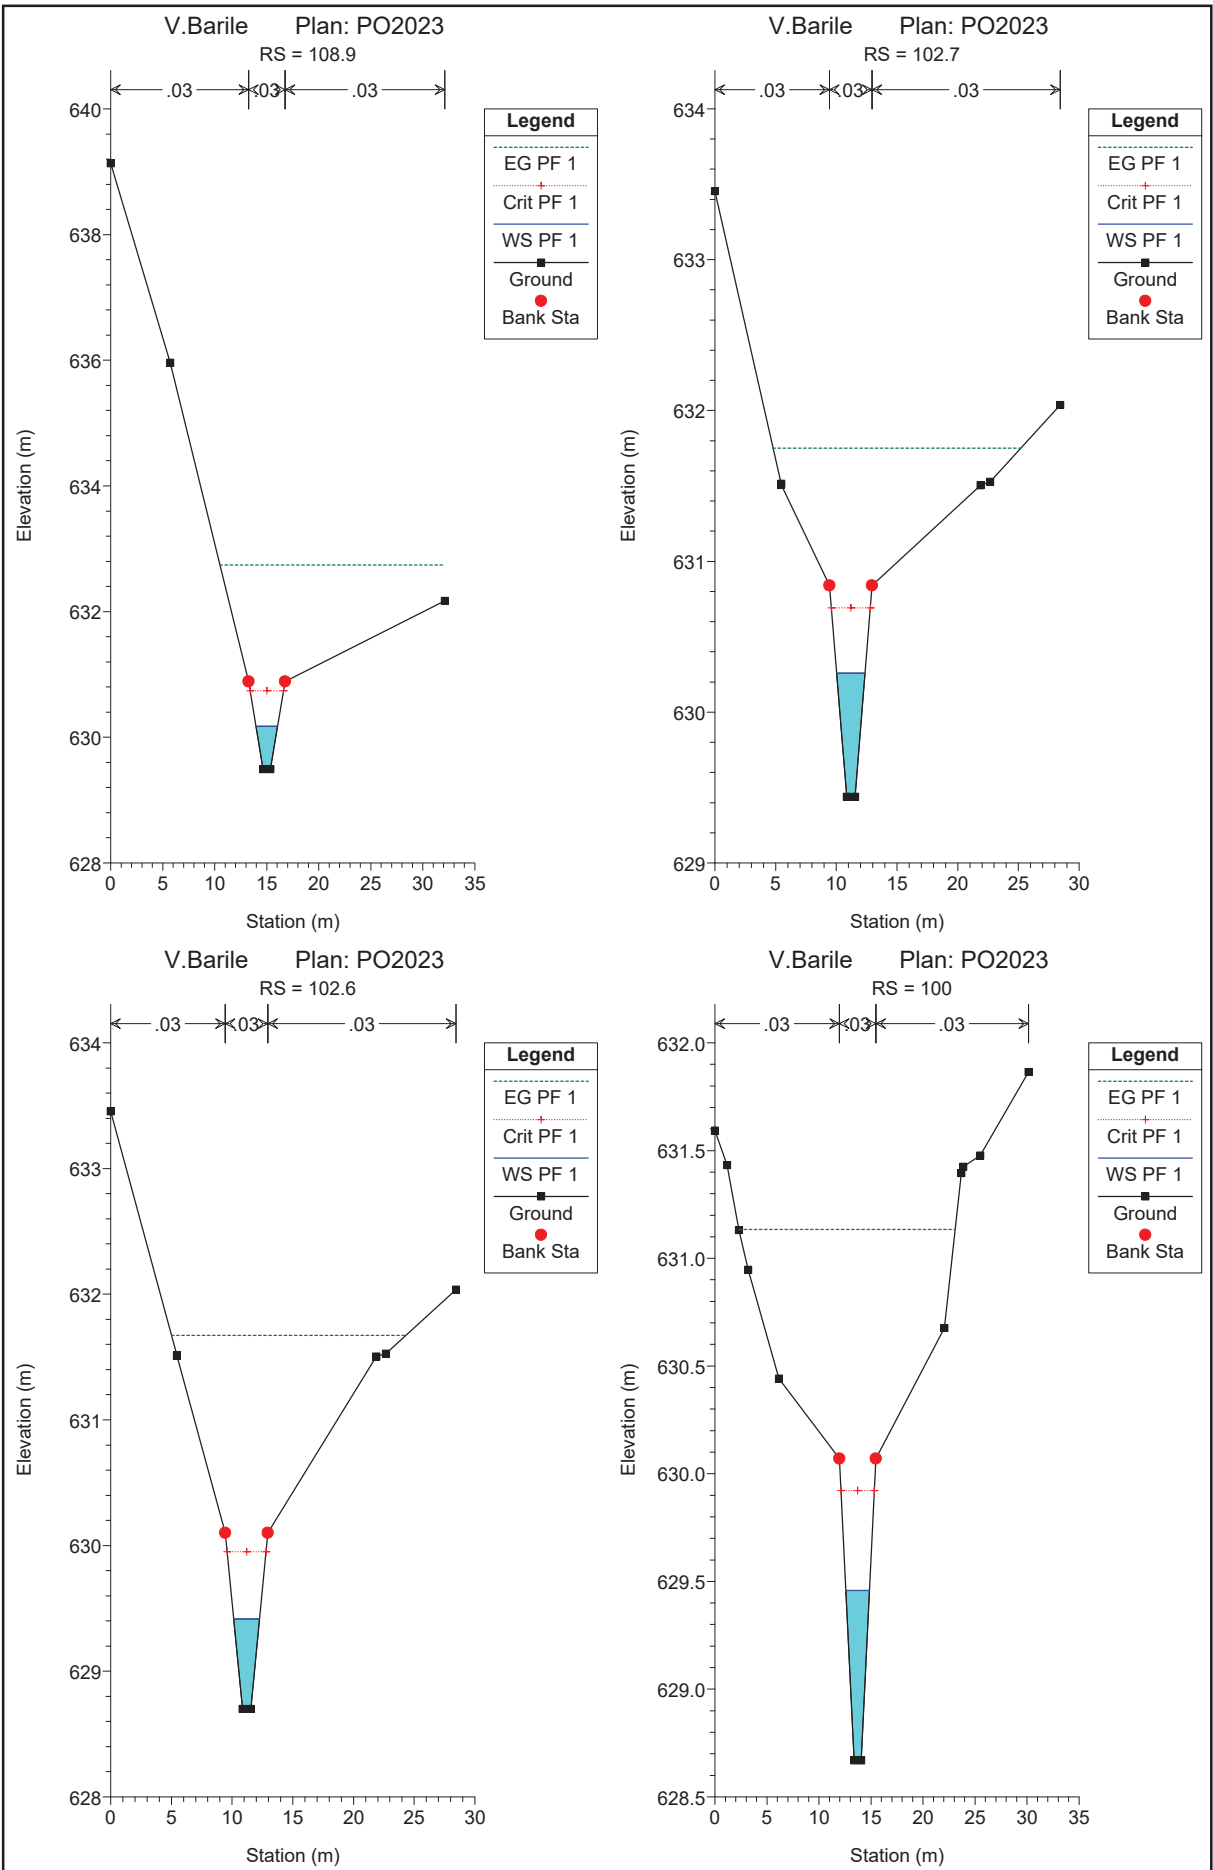 V.Barile Plan: PO2023
RS = 108.9
.03 .03 .03
Legend
EG PF 1
Crit PF 1
WS PF 1
Ground
Bank Sta
640
638
636
634
632
630
628
Elevation (m)
0 5 10 15 20 25 30 35
Station (m)
V.Barile Plan: PO2023
RS = 102.7
.03 .03 .03
Legend
EG PF 1
Crit PF 1
WS PF 1
Ground
Bank Sta
634
633
632
631
630
629
Elevation (m)
0 5 10 15 20 25 30
Station (m)
V.Barile Plan: PO2023
RS = 102.6
.03 .03 .03
Legend
EG PF 1
Crit PF 1
WS PF 1
Ground
Bank Sta
634
633
632
631
630
629
628
Elevation (m)
0 5 10 15 20 25 30
Station (m)
V.Barile Plan: PO2023
RS = 100
.03 .03 .03
Legend
EG PF 1
Crit PF 1
WS PF 1
Ground
Bank Sta
632.0
631.5
631.0
630.5
630.0
629.5
629.0
628.5
Elevation (m)
0 5 10 15 20 25 30 35
Station (m)